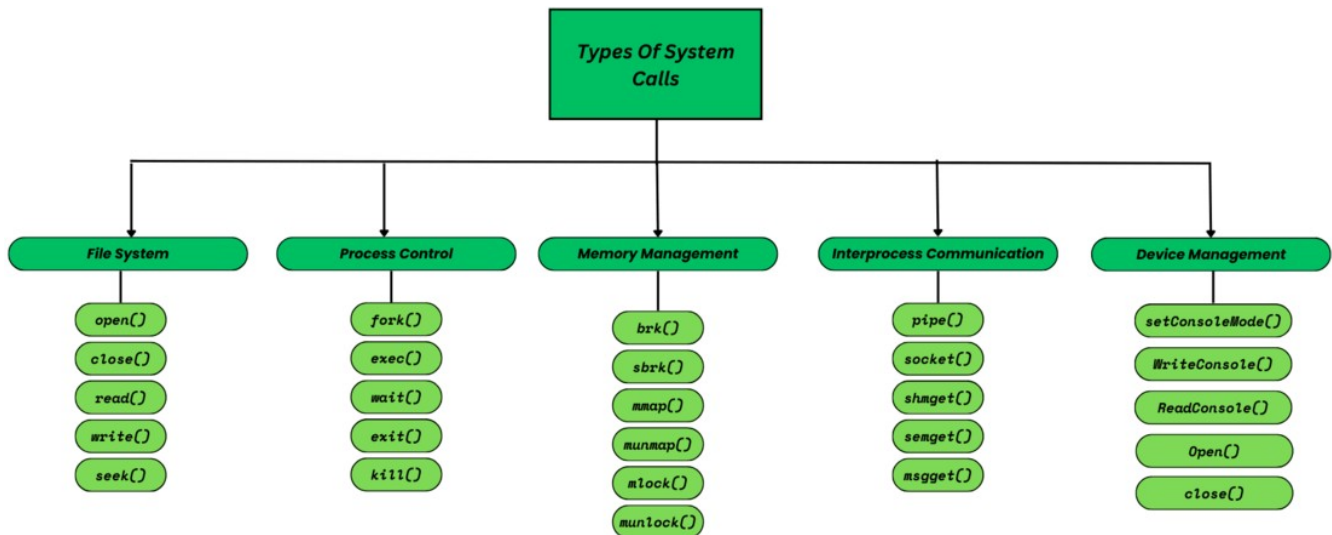 Types Of System
Calls
File System
Process Control
Memory Management
Interprocess Communication
Device Management
open()
close()
read()
write()
seek()
fork()
exec()
wait()
exit()
kill()
brk()
sbrk()
mmap()
munmap()
mlock()
munlock()
pipe()
socket()
shmget()
semget()
msgget()
setConsoleMode()
WriteConsole()
ReadConsole()
Open()
close()